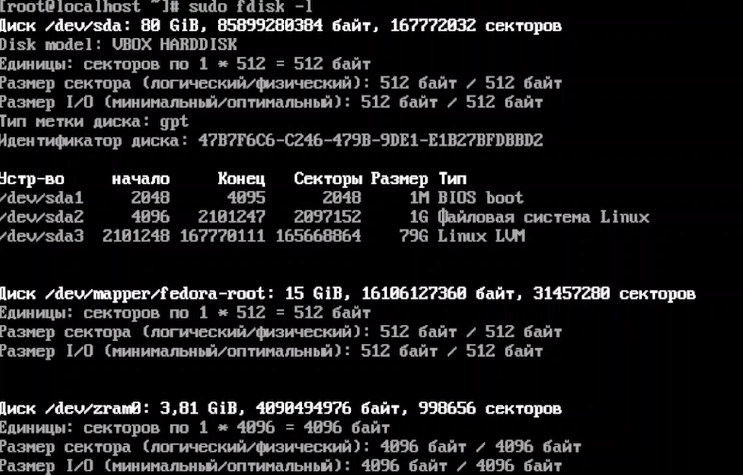 [root@localhost ~]# sudo fdisk -l
Диск /dev/sda: 80 GiB, 85899280384 байт, 167772032 секторов
Disk model: VBOX HARDDISK
Единицы: секторов по 1 * 512 = 512 байт
Размер сектора (логический/физический): 512 байт / 512 байт
Размер I/O (минимальный/оптимальный): 512 байт / 512 байт
Тип метки диска: gpt
Идентификатор диска: 47B7F6C6-C246-479B-9DE1-E1B27BFDBBD2
Устр-во начало Конец Секторы Размер Тип
/dev/sda1 2048 4095 2048 1M BIOS boot
/dev/sda2 4096 2101247 2097152 1G Файловая система Linux
/dev/sda3 2101248 167770111 165668864 79G Linux LVM
Диск /dev/mapper/fedora-root: 15 GiB, 16106127360 байт, 31457280 секторов
Единицы: секторов по 1 * 512 = 512 байт
Размер сектора (логический/физический): 512 байт / 512 байт
Размер I/O (минимальный/оптимальный): 512 байт / 512 байт
Диск /dev/zram0: 3,81 GiB, 4090494976 байт, 998656 секторов
Единицы: секторов по 1 * 4096 = 4096 байт
Размер сектора (логический/физический): 4096 байт / 4096 байт
Размер I/O (минимальный/оптимальный): 4096 байт / 4096 байт